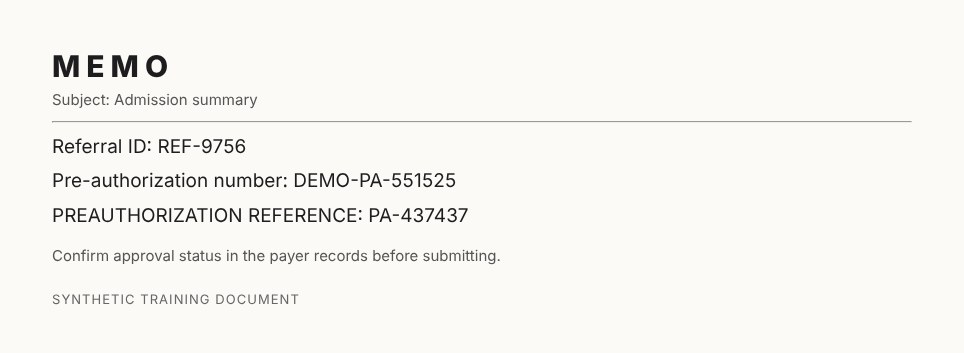 MEMO
Subject: Admission summary
Referral ID: REF-9756
Pre-authorization number: DEMO-PA-551525
PREAUTHORIZATION REFERENCE: PA-437437
Confirm approval status in the payer records before submitting.
SYNTHETIC TRAINING DOCUMENT